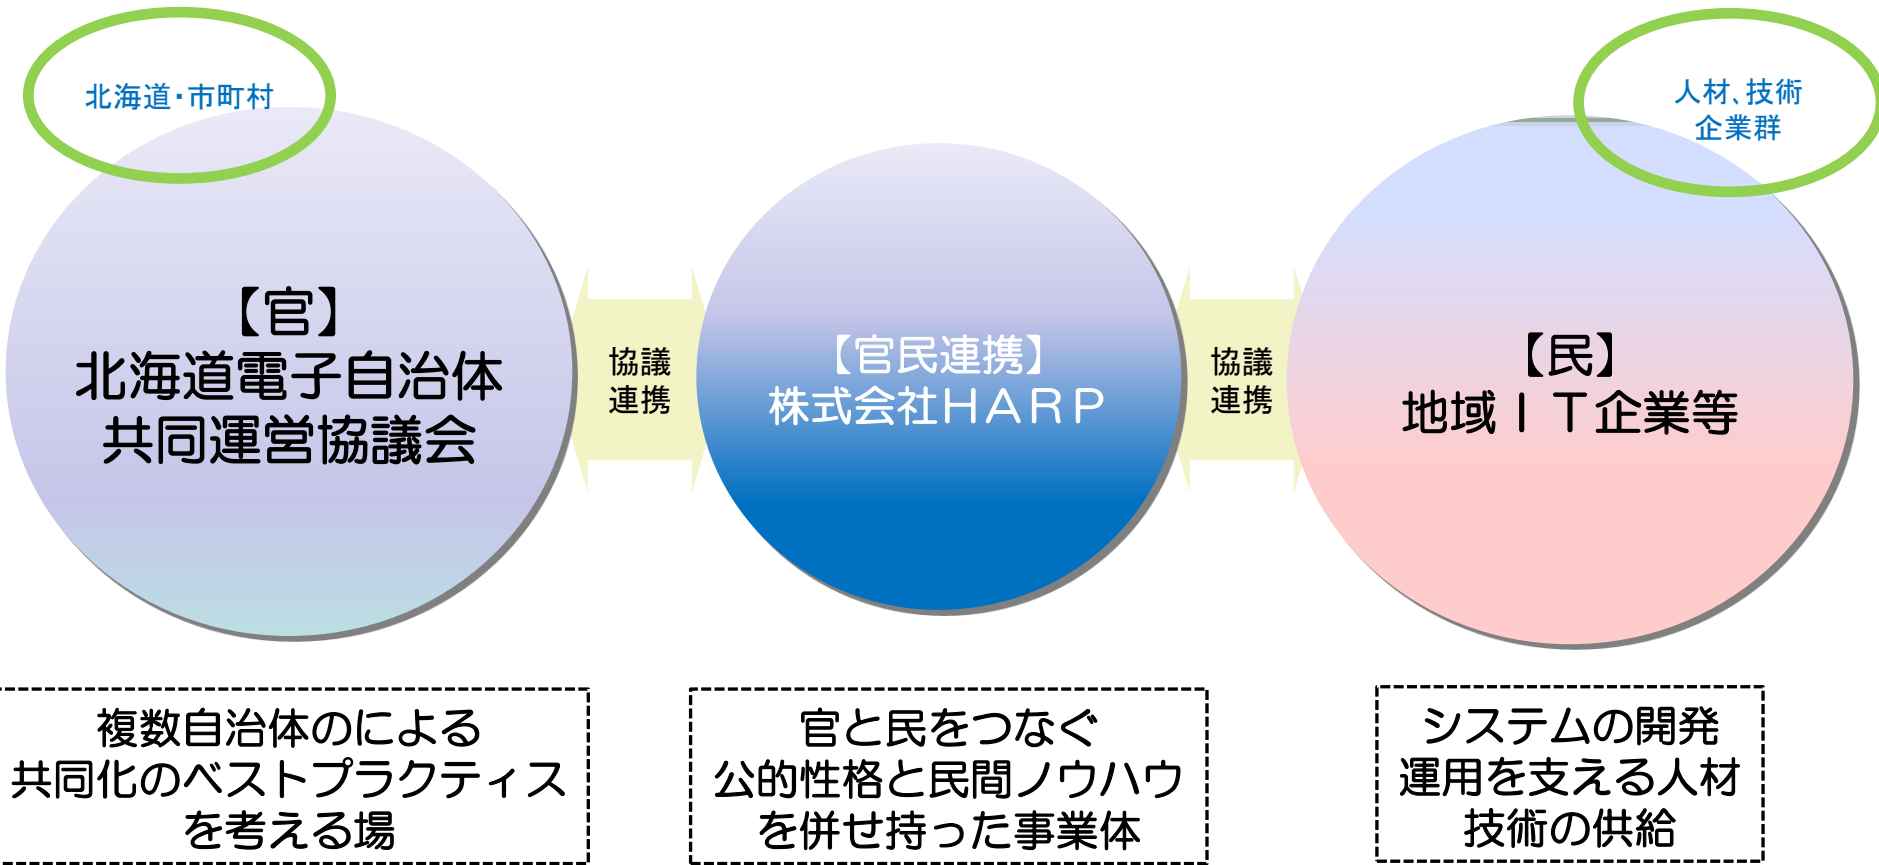 北海道・市町村
【官】
北海道電子自治体
共同運営協議会
協議
連携
【官民連携】
株式会社ＨＡＲＰ
協議
連携
人材、技術
企業群
【民】
地域ＩＴ企業等
複数自治体のによる
共同化のベストプラクティス
を考える場
官と民をつなぐ
公的性格と民間ノウハウ
を併せ持った事業体
システムの開発
運用を支える人材
技術の供給